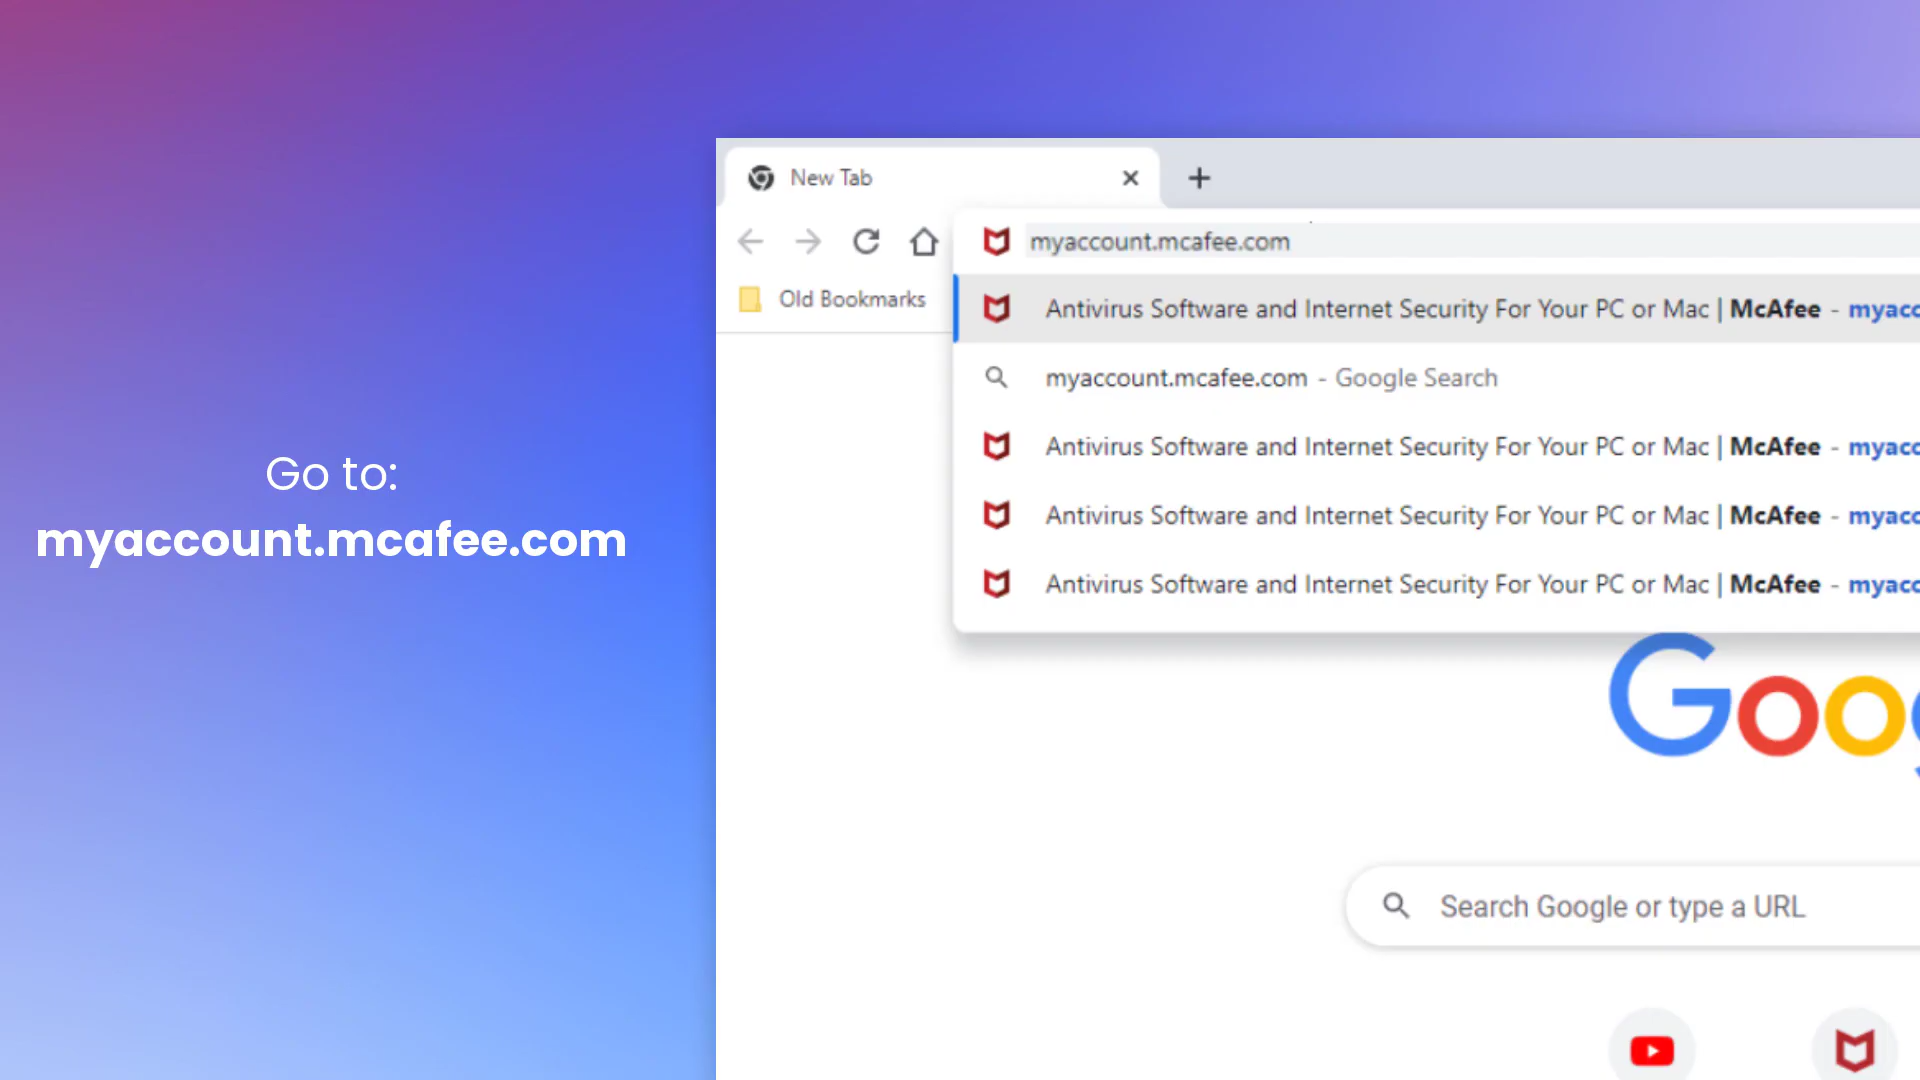 Go to:
myaccount.mcafee.com
New Tab
myaccount.mcafee.com
Old Bookmarks
Antivirus Software and Internet Security For Your PC or Mac | McAfee - myacc
myaccount.mcafee.com - Google Search
Antivirus Software and Internet Security For Your PC or Mac | McAfee - myacc
Antivirus Software and Internet Security For Your PC or Mac | McAfee - myacc
Antivirus Software and Internet Security For Your PC or Mac | McAfee - myacc
Goo
Search Google or type a URL